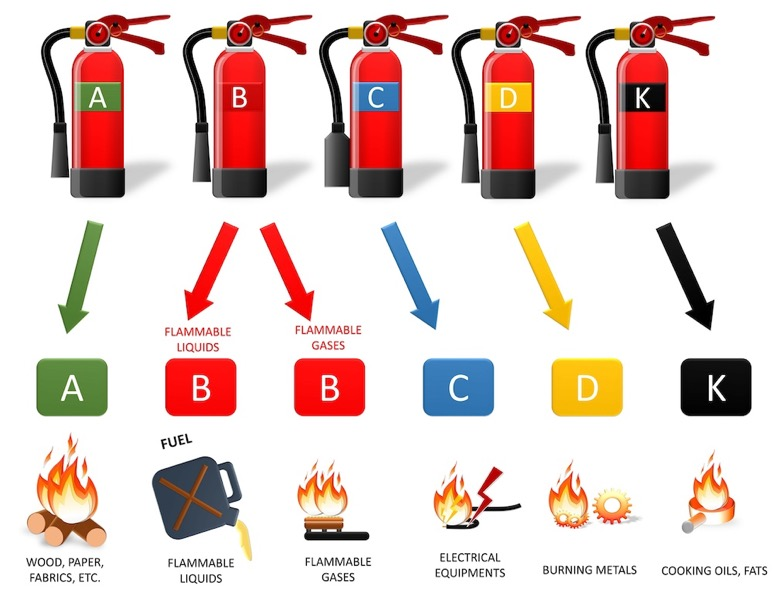 A
B
C
D
K
FLAMMABLE
LIQUIDS
FLAMMABLE
GASES
A
B
B
C
D
K
FUEL
WOOD, PAPER,
FABRICS, ETC.
FLAMMABLE
LIQUIDS
FLAMMABLE
GASES
ELECTRICAL
EQUIPMENTS
BURNING METALS
COOKING OILS, FATS